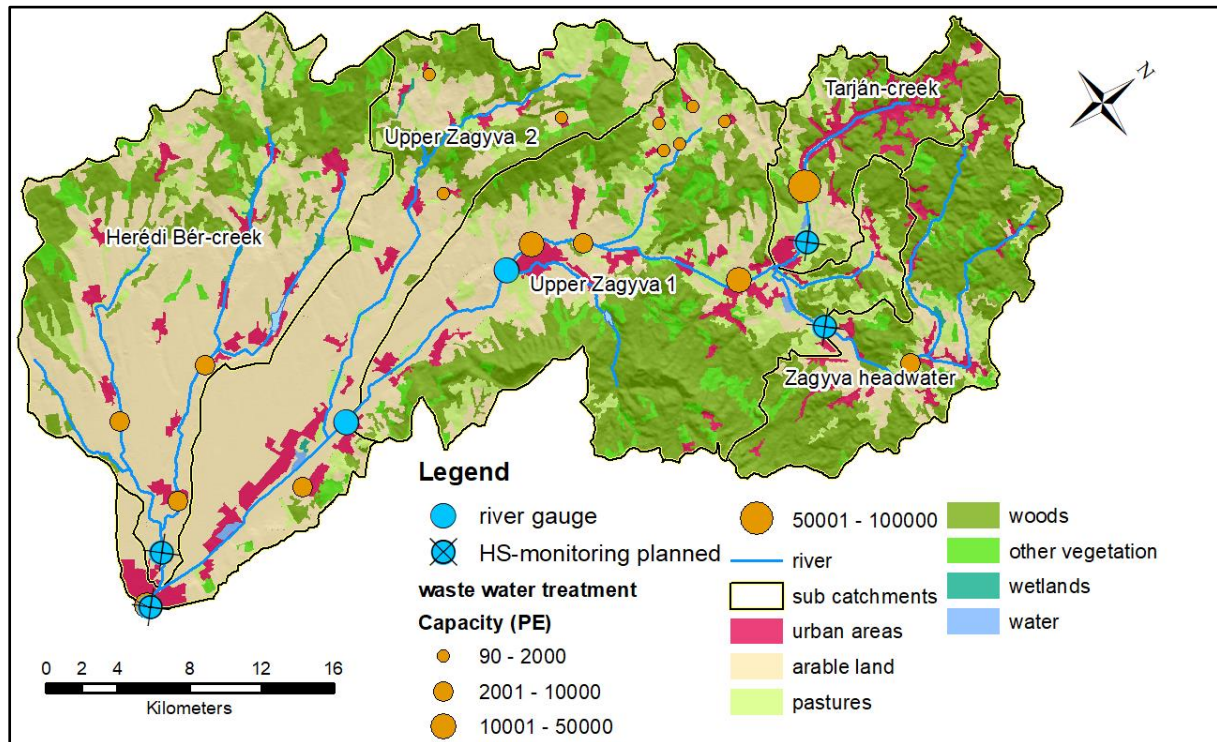 N
Tarján-creek
Upper Zagyva 2
Herédi Bér-creek
Upper Zagyva 1
Zagyva headwater
Legend
river gauge
HS-monitoring planned
waste water treatment
Capacity (PE)
90 - 2000
2001 - 10000
10001 - 50000
50001 - 100000
river
sub catchments
urban areas
arable land
pastures
woods
other vegetation
wetlands
water
0 2 4 8 12 16
Kilometers